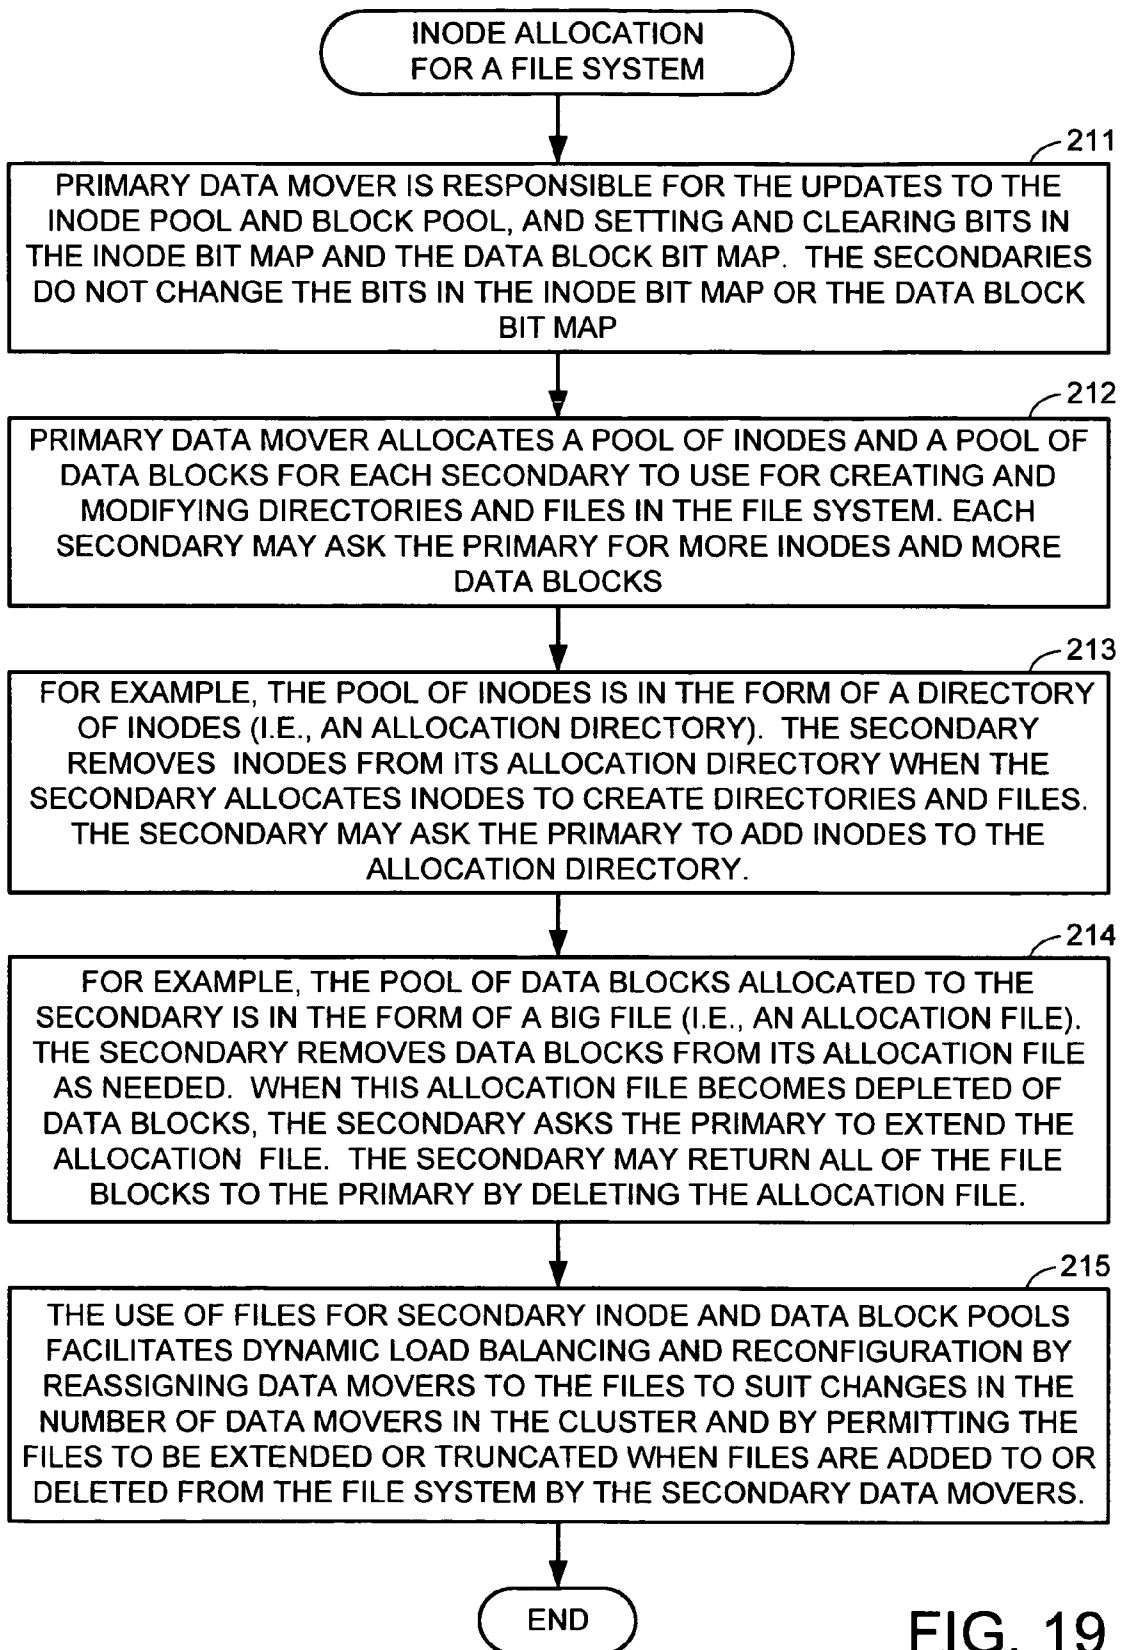 INODE ALLOCATION
FOR A FILE SYSTEM
211
PRIMARY DATA MOVER IS RESPONSIBLE FOR THE UPDATES TO THE
INODE POOL AND BLOCK POOL, AND SETTING AND CLEARING BITS IN
THE INODE BIT MAP AND THE DATA BLOCK BIT MAP. THE SECONDARIES
DO NOT CHANGE THE BITS IN THE INODE BIT MAP OR THE DATA BLOCK
BIT MAP
212
PRIMARY DATA MOVER ALLOCATES A POOL OF INODES AND A POOL OF
DATA BLOCKS FOR EACH SECONDARY TO USE FOR CREATING AND
MODIFYING DIRECTORIES AND FILES IN THE FILE SYSTEM. EACH
SECONDARY MAY ASK THE PRIMARY FOR MORE INODES AND MORE
DATA BLOCKS
213
FOR EXAMPLE, THE POOL OF INODES IS IN THE FORM OF A DIRECTORY
OF INODES (I.E., AN ALLOCATION DIRECTORY). THE SECONDARY
REMOVES INODES FROM ITS ALLOCATION DIRECTORY WHEN THE
SECONDARY ALLOCATES INODES TO CREATE DIRECTORIES AND FILES.
THE SECONDARY MAY ASK THE PRIMARY TO ADD INODES TO THE
ALLOCATION DIRECTORY.
214
FOR EXAMPLE, THE POOL OF DATA BLOCKS ALLOCATED TO THE
SECONDARY IS IN THE FORM OF A BIG FILE (I.E., AN ALLOCATION FILE).
THE SECONDARY REMOVES DATA BLOCKS FROM ITS ALLOCATION FILE
AS NEEDED. WHEN THIS ALLOCATION FILE BECOMES DEPLETED OF
DATA BLOCKS, THE SECONDARY ASKS THE PRIMARY TO EXTEND THE
ALLOCATION FILE. THE SECONDARY MAY RETURN ALL OF THE FILE
BLOCKS TO THE PRIMARY BY DELETING THE ALLOCATION FILE.
215
THE USE OF FILES FOR SECONDARY INODE AND DATA BLOCK POOLS
FACILITATES DYNAMIC LOAD BALANCING AND RECONFIGURATION BY
REASSIGNING DATA MOVERS TO THE FILES TO SUIT CHANGES IN THE
NUMBER OF DATA MOVERS IN THE CLUSTER AND BY PERMITTING THE
FILES TO BE EXTENDED OR TRUNCATED WHEN FILES ARE ADDED TO OR
DELETED FROM THE FILE SYSTEM BY THE SECONDARY DATA MOVERS.
END
FIG. 19